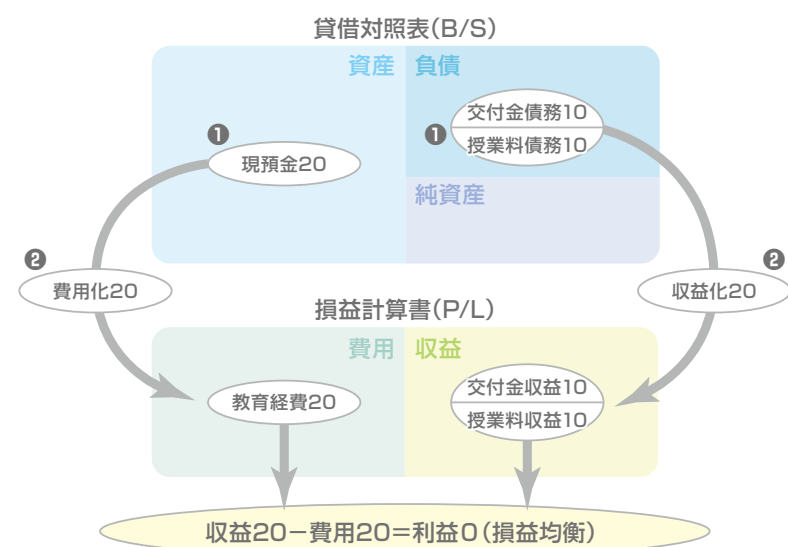 貸借対照表(B/S)
資産 負債
❶ 現預金20
❶ 交付金債務10
授業料債務10
純資産
❷ 費用化20
❷ 収益化20
損益計算書(P/L)
費用 収益
教育経費20
交付金収益10
授業料収益10
収益20−費用20=利益0(損益均衡)